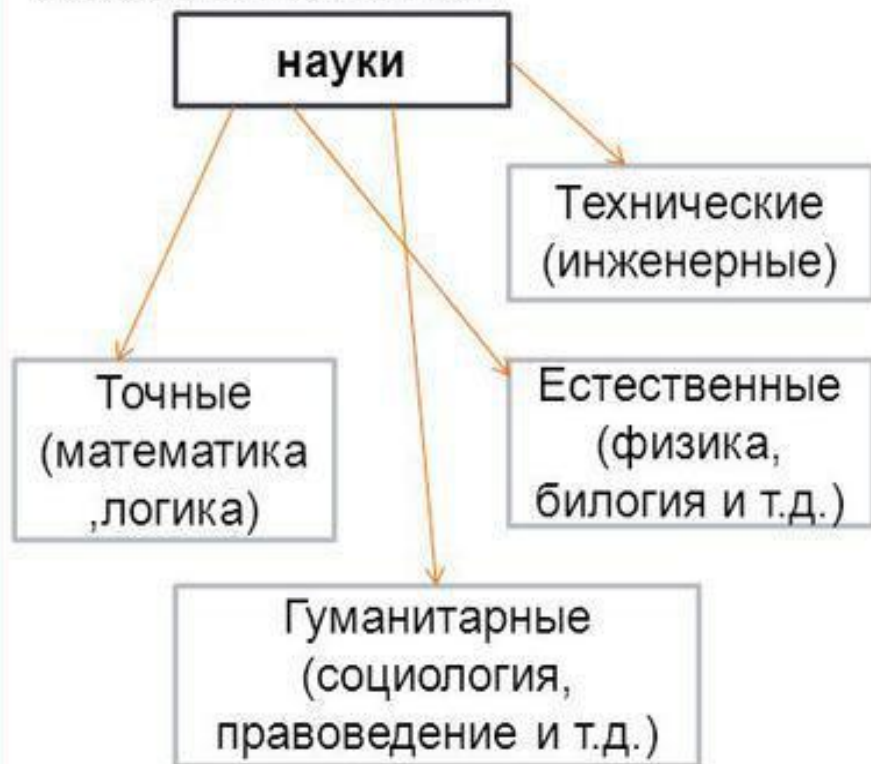 науки
Технические
(инженерные)
Точные
(математика
,логика)
Естественные
(физика,
билогия и т.д.)
Гуманитарные
(социология,
правоведение и т.д.)